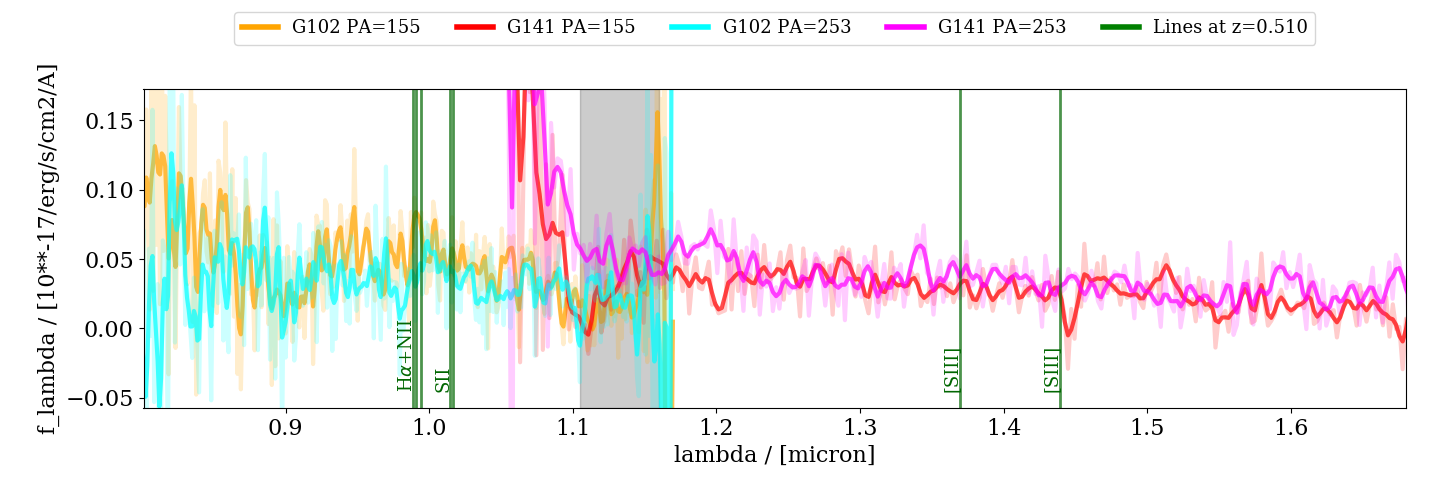 G102 PA=155 G141 PA=155 G102 PA=253 G141 PA=253 Lines at z=0.510
f_lambda / [10**-17/erg/s/cm2/A]
0.15
0.10
0.05
0.00
−0.05
Hα+NII
SII
[SIII]
[SIII]
0.9 1.0 1.1 1.2 1.3 1.4 1.5 1.6
lambda / [micron]